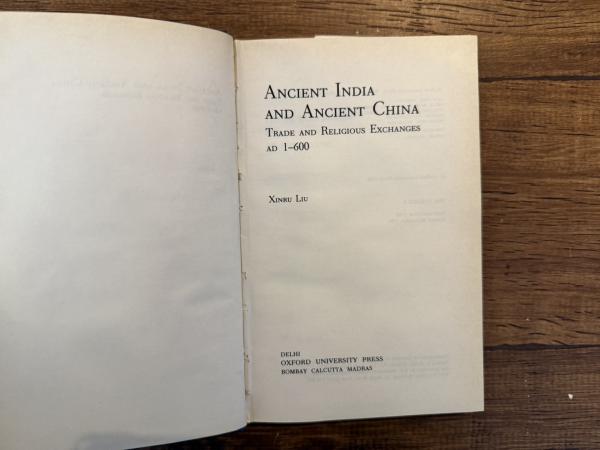 ANCIENT INDIA
AND ANCIENT CHINA
TRADE AND RELIGIOUS EXCHANGES
AD 1–600
XINRU LIU
DELHI
OXFORD UNIVERSITY PRESS
BOMBAY CALCUTTA MADRAS